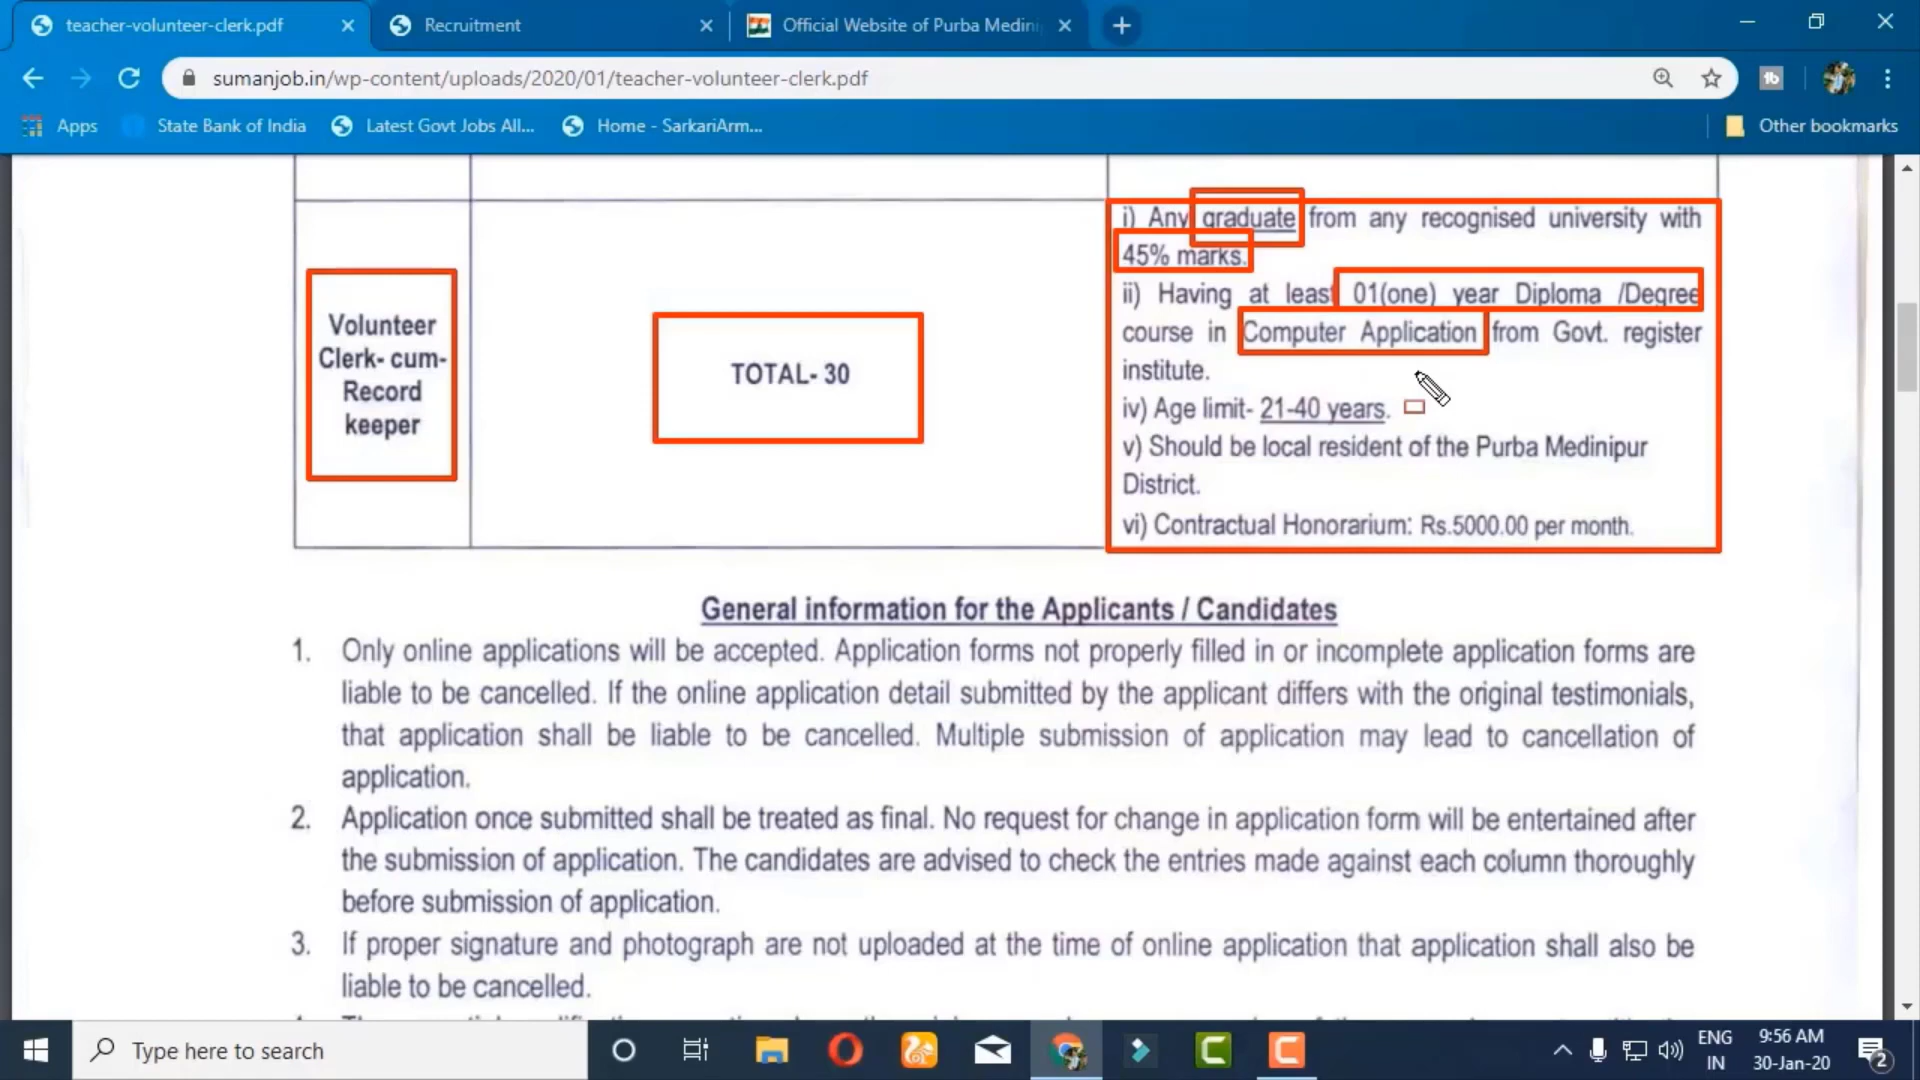 teacher-volunteer-clerk.pdf
Recruitment
Official Website of Purba Medini
sumanjob.in/wp-content/uploads/2020/01/teacher-volunteer-clerk.pdf
Apps
State Bank of India
Latest Govt Jobs All...
Home - SarkariArm...
Other bookmarks
Volunteer
Clerk- cum-
Record
keeper
TOTAL- 30
i) Any graduate from any recognised university with
45% marks.
ii) Having at least 01(one) year Diploma /Degree
course in Computer Application from Govt. register
institute.
iv) Age limit- 21-40 years.
v) Should be local resident of the Purba Medinipur
District.
vi) Contractual Honorarium: Rs.5000.00 per month.
General information for the Applicants / Candidates
1. Only online applications will be accepted. Application forms not properly filled in or incomplete application forms are
liable to be cancelled. If the online application detail submitted by the applicant differs with the original testimonials,
that application shall be liable to be cancelled. Multiple submission of application may lead to cancellation of
application.
2. Application once submitted shall be treated as final. No request for change in application form will be entertained after
the submission of application. The candidates are advised to check the entries made against each column thoroughly
before submission of application.
3. If proper signature and photograph are not uploaded at the time of online application that application shall also be
liable to be cancelled.
Type here to search
ENG
IN
9:56 AM
30-Jan-20
2